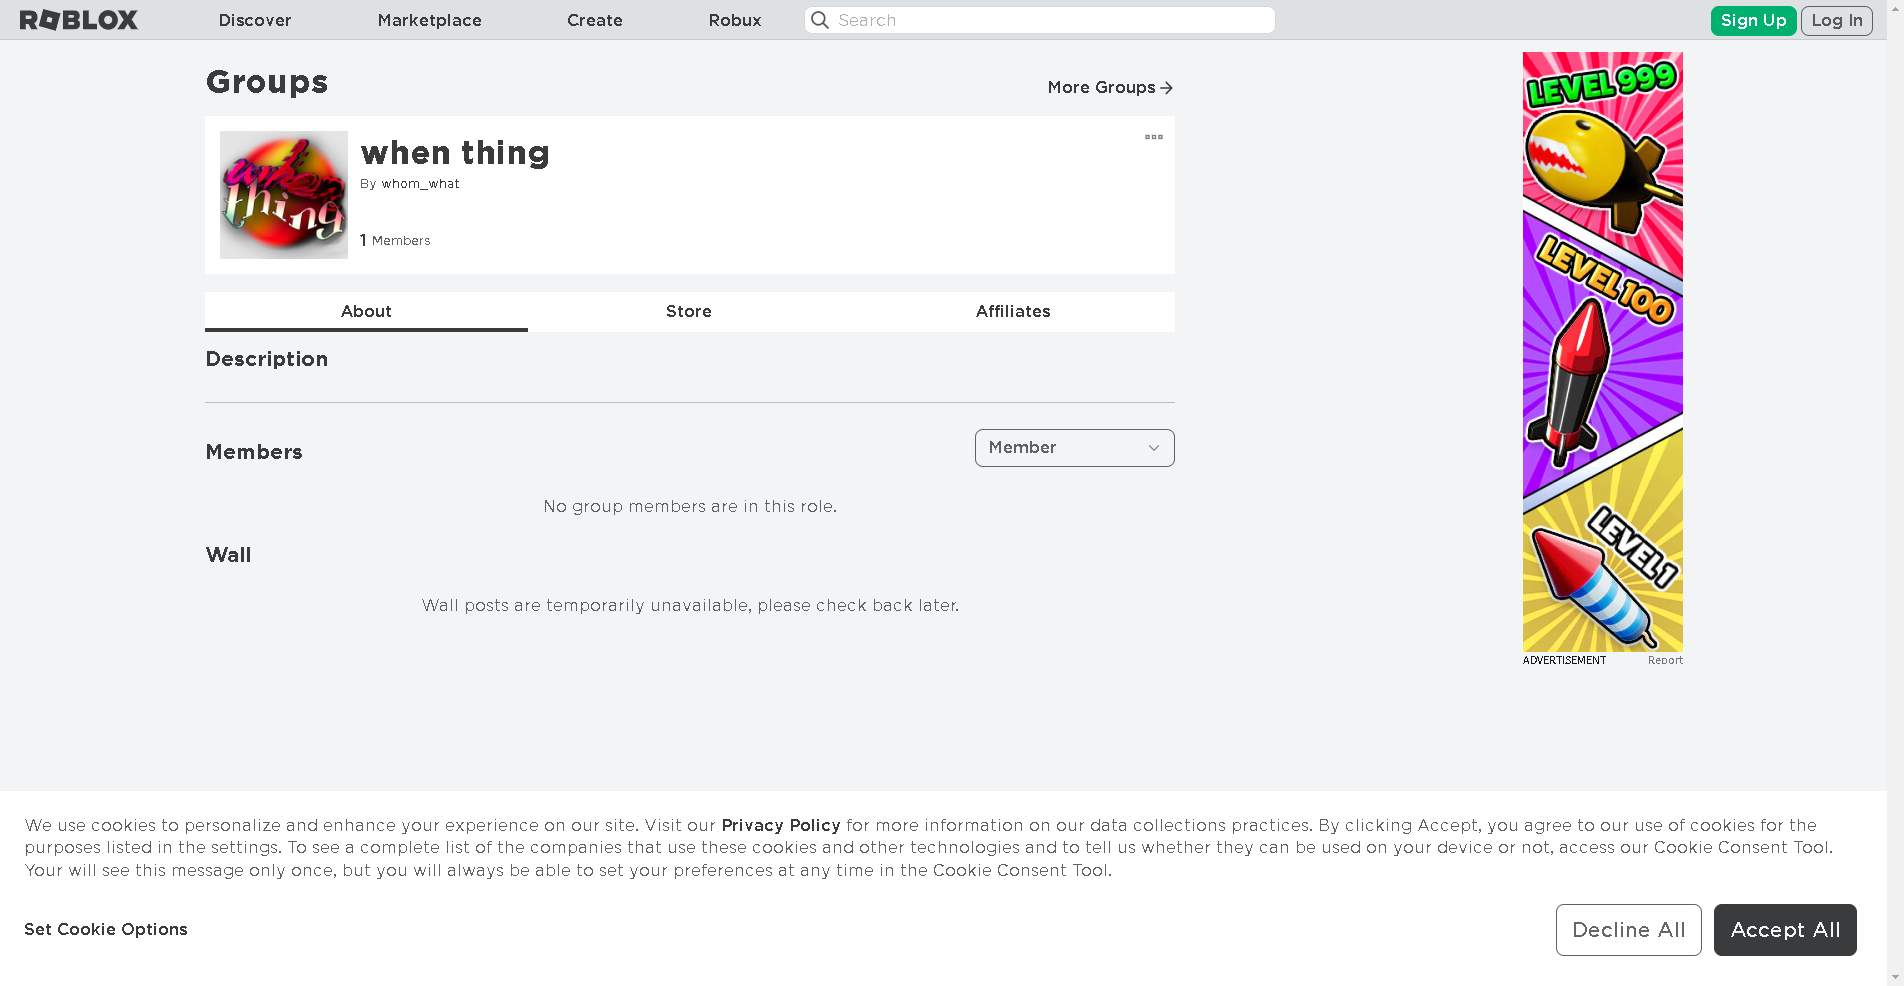 ROBLOX Discover Marketplace Create Robux Search Sign Up Log In
Groups
More Groups
when thing
when thing
By whom_what
1 Members
About Store Affiliates
Description
Members
Member
No group members are in this role.
Wall
Wall posts are temporarily unavailable, please check back later.
LEVEL 999
LEVEL 100
LEVEL 1
ADVERTISEMENT Report
We use cookies to personalize and enhance your experience on our site. Visit our Privacy Policy for more information on our data collections practices. By clicking Accept, you agree to our use of cookies for the
purposes listed in the settings. To see a complete list of the companies that use these cookies and other technologies and to tell us whether they can be used on your device or not, access our Cookie Consent Tool.
Your will see this message only once, but you will always be able to set your preferences at any time in the Cookie Consent Tool.
Set Cookie Options
Decline All Accept All